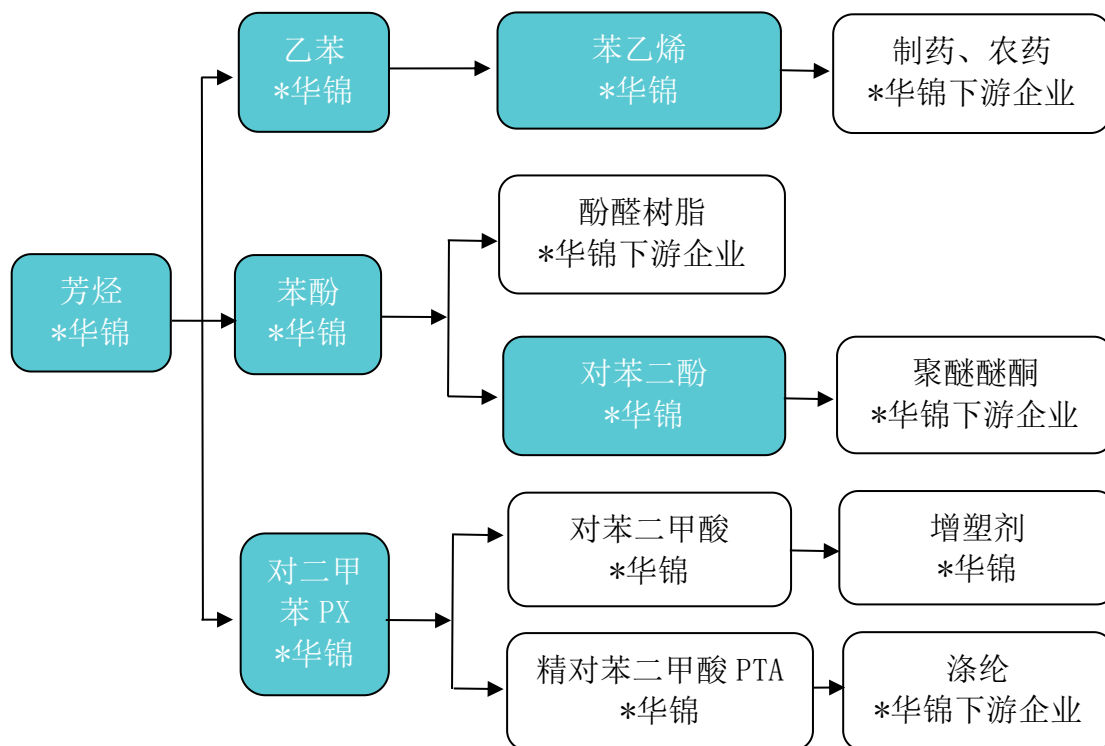 乙苯
*华锦
苯乙烯
*华锦
制药、农药
*华锦下游企业
酚醛树脂
*华锦下游企业
芳烃
*华锦
苯酚
*华锦
对苯二酚
*华锦
聚醚醚酮
*华锦下游企业
对二甲
苯 PX
*华锦
对苯二甲酸
*华锦
增塑剂
*华锦
精对苯二甲酸 PTA
*华锦
涤纶
*华锦下游企业